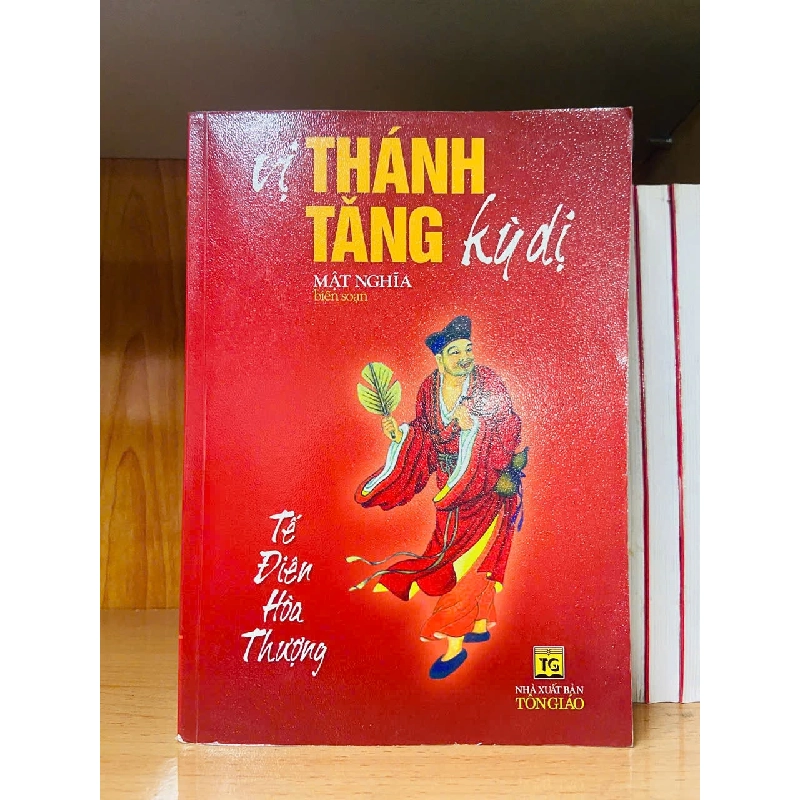 vị THÁNH
TĂNG kỳ dị
MẬT NGHĨA
biên soạn
Tế
Điên
Hòa
Thượng
TG
NHÀ XUẤT BẢN
TÔN GIÁO